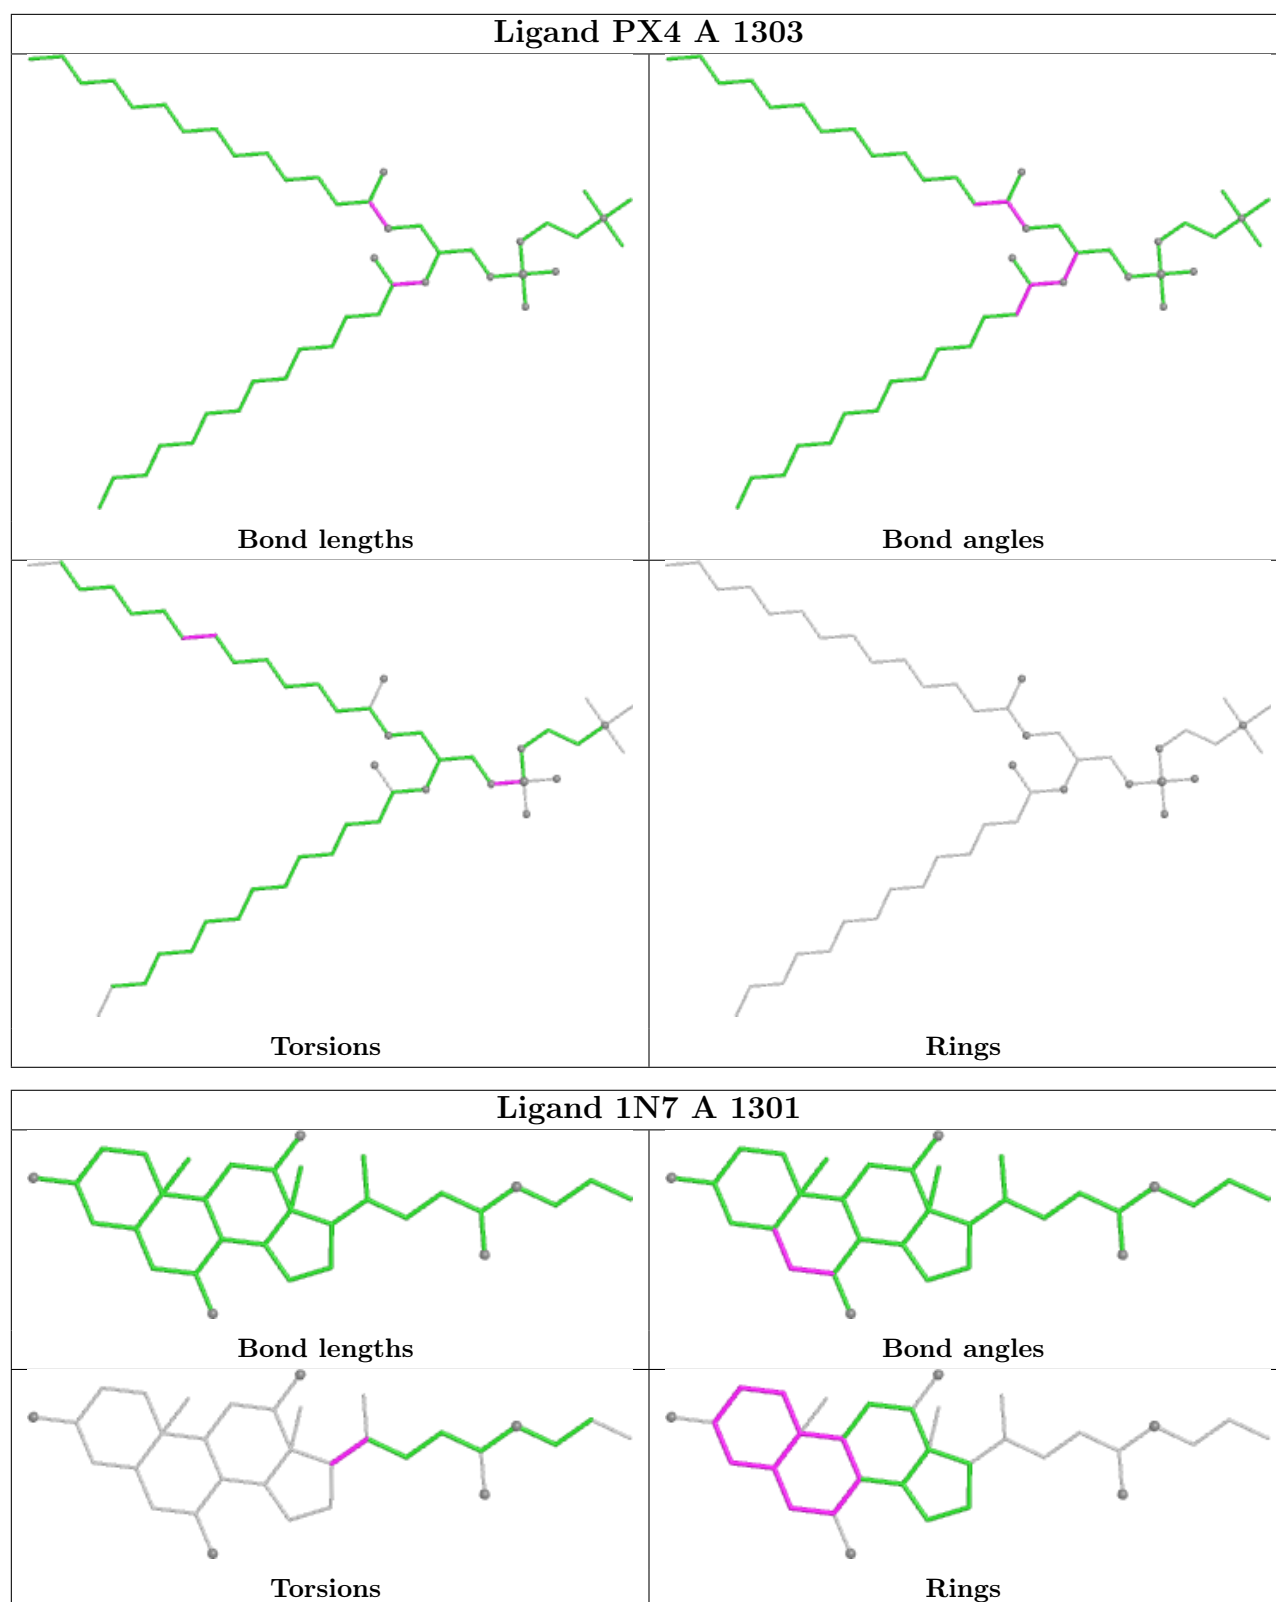 Ligand PX4 A 1303
Bond lengths
Bond angles
Torsions
Rings
Ligand 1N7 A 1301
Bond lengths
Bond angles
Torsions
Rings